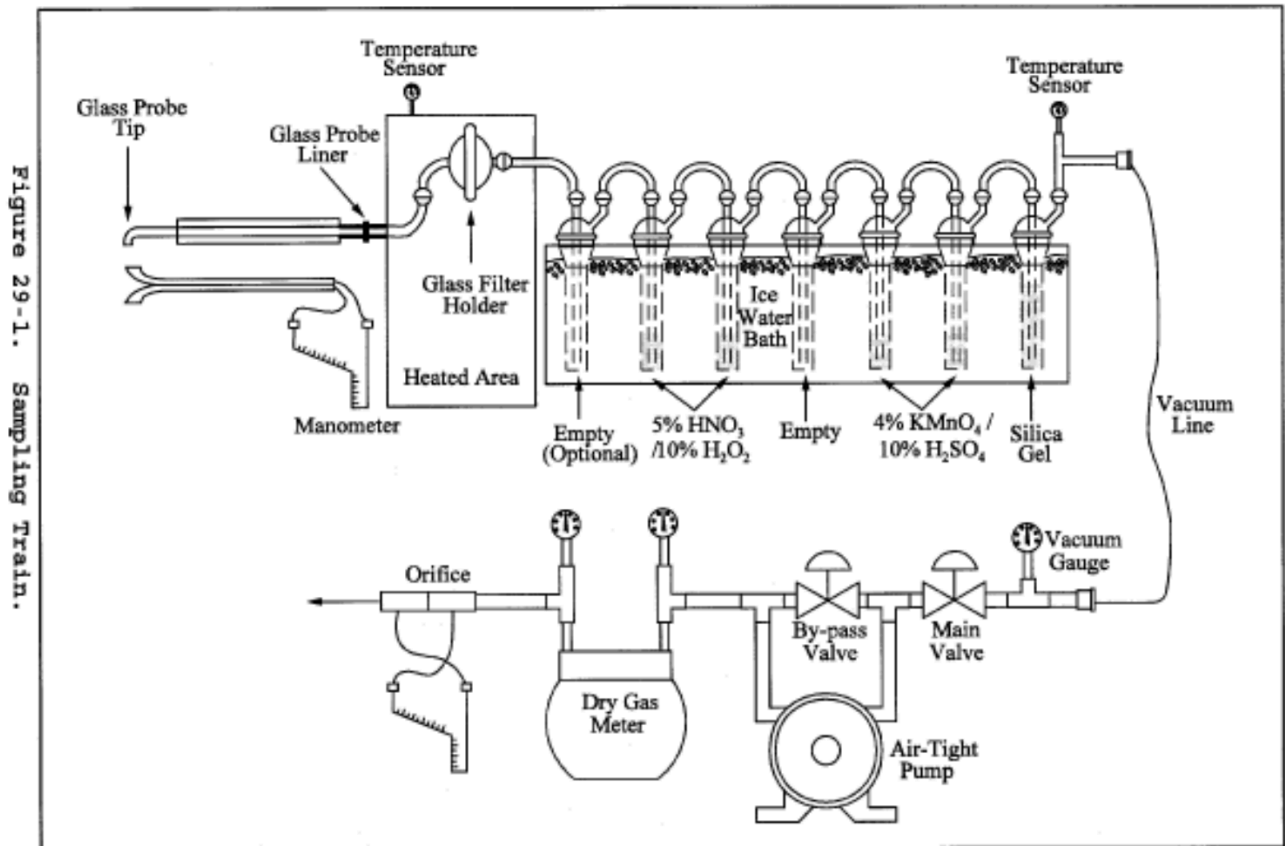 Temperature
Sensor
Temperature
Sensor
Glass Probe
Tip
Glass Probe
Liner
Glass Filter
Holder
Ice
Water
Bath
Heated Area
Manometer
Empty
(Optional)
5% HNO₃
/10% H₂O₂
Empty
4% KMnO₄ /
10% H₂SO₄
Silica
Gel
Vacuum
Line
Vacuum
Gauge
Orifice
By-pass
Valve
Main
Valve
Dry Gas
Meter
Air-Tight
Pump
Figure 29-1. Sampling Train.